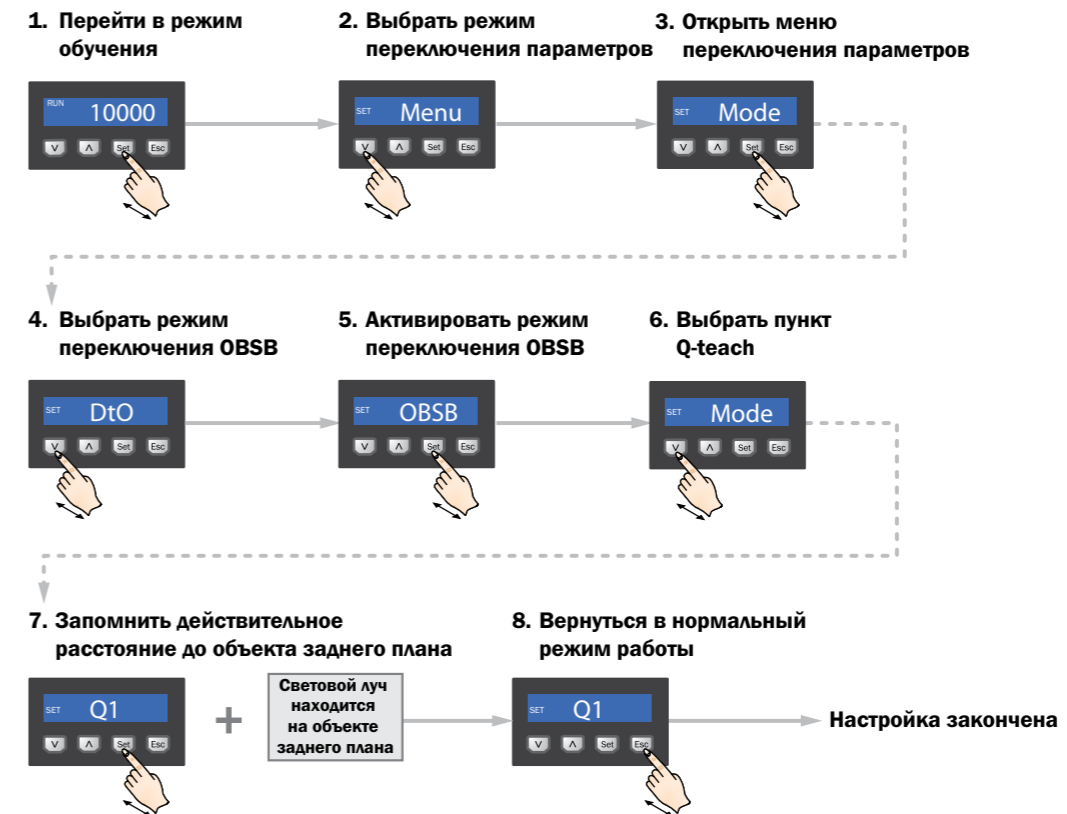 1. Перейти в режим
обучения
2. Выбрать режим
переключения параметров
3. Открыть меню
переключения параметров
RUN 10000
V Λ Set Esc
SET Menu
V Λ Set Esc
SET Mode
V Λ Set Esc
4. Выбрать режим
переключения OBSB
5. Активировать режим
переключения OBSB
6. Выбрать пункт
Q-teach
SET DtO
V Λ Set Esc
SET OBSB
V Λ Set Esc
SET Mode
V Λ Set Esc
7. Запомнить действительное
расстояние до объекта заднего плана
8. Вернуться в нормальный
режим работы
SET Q1
V Λ Set Esc
+
Световой луч
находится
на объекте
заднего плана
SET Q1
V Λ Set Esc
Настройка закончена